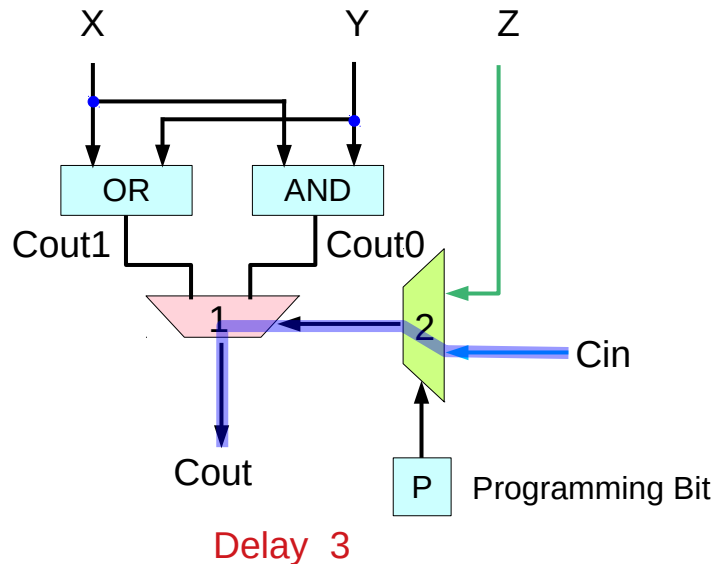 X Y Z
OR AND
Cout1 Cout0
1 2
Cin
Cout
P Programming Bit
Delay 3